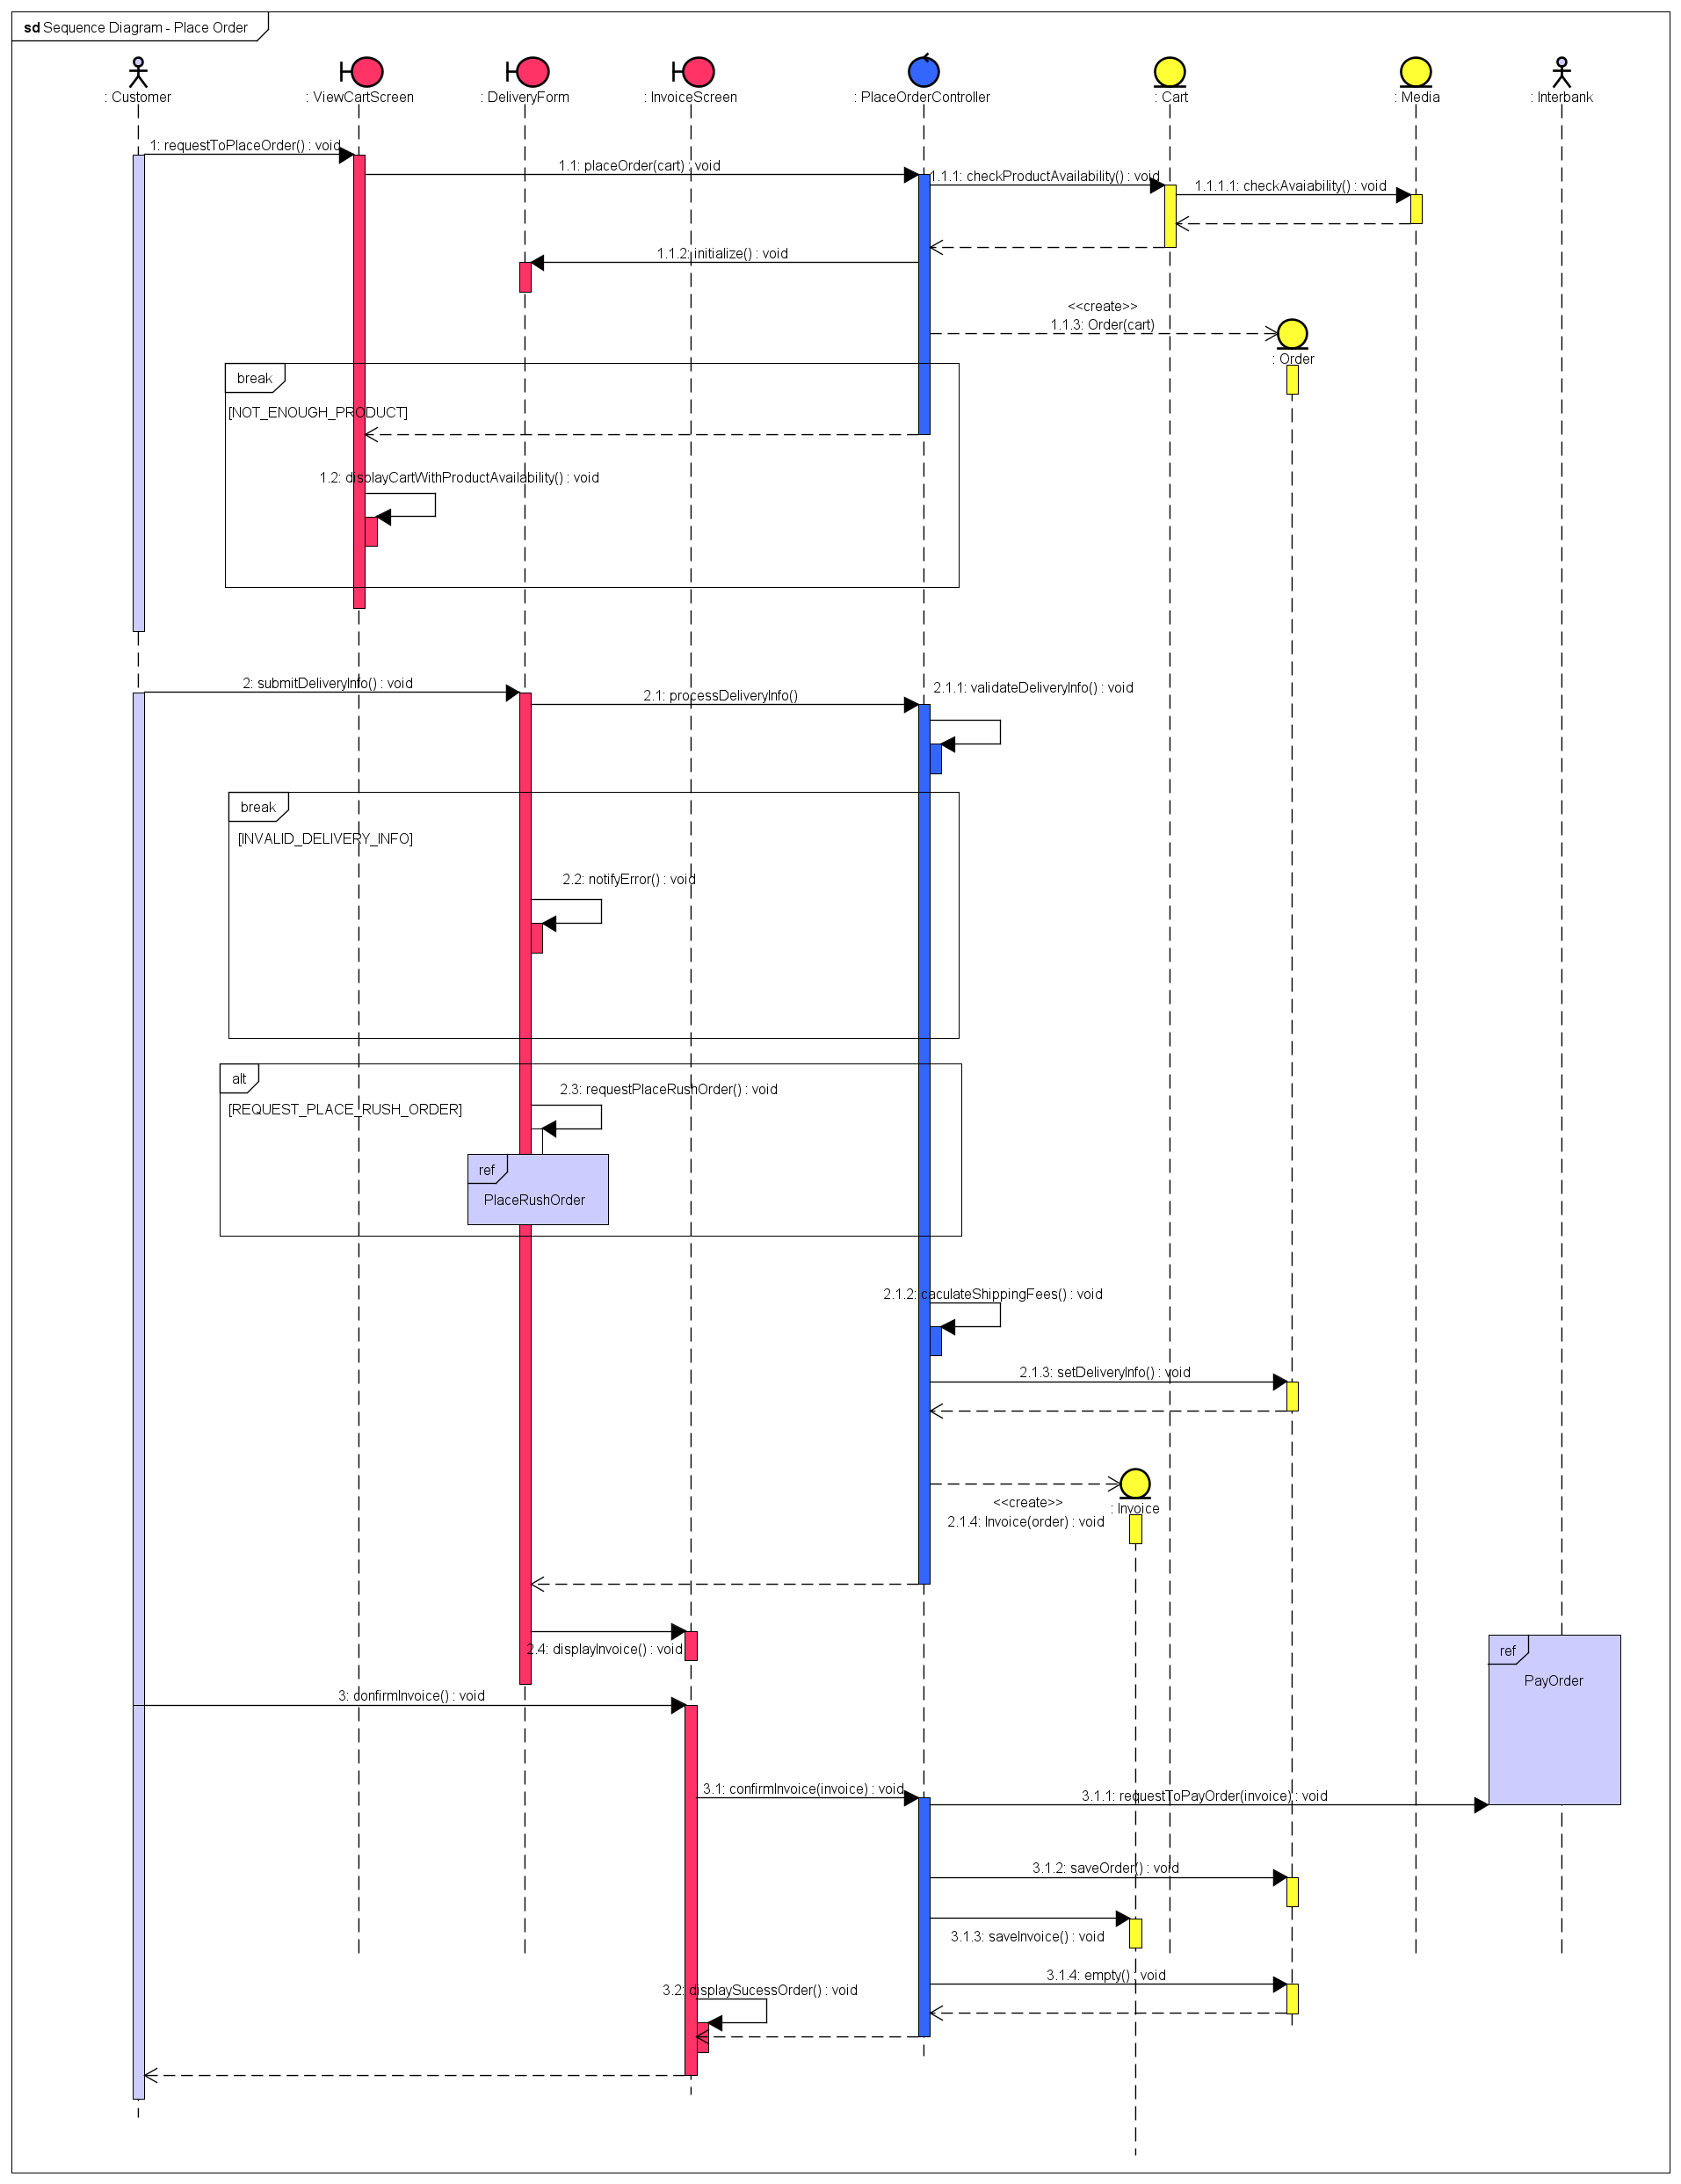 sd Sequence Diagram - Place Order
: Customer
: ViewCartScreen
: DeliveryForm
: InvoiceScreen
: PlaceOrderController
: Cart
: Media
: Interbank
1: requestToPlaceOrder() : void
1.1: placeOrder(cart) : void
1.1.1: checkProductAvailability() : void
1.1.1.1: checkAvaiability() : void
1.1.2: initialize() : void
<<create>>
1.1.3: Order(cart)
: Order
break
[NOT_ENOUGH_PRODUCT]
1.2: displayCartWithProductAvailability() : void
2: submitDeliveryInfo() : void
2.1: processDeliveryInfo()
2.1.1: validateDeliveryInfo() : void
break
[INVALID_DELIVERY_INFO]
2.2: notifyError() : void
alt
[REQUEST_PLACE_RUSH_ORDER]
2.3: requestPlaceRushOrder() : void
ref
PlaceRushOrder
2.1.2: caculateShippingFees() : void
2.1.3: setDeliveryInfo() : void
<<create>>
2.1.4: Invoice(order) : void
: Invoice
2.4: displayInvoice() : void
ref
PayOrder
3: confirmInvoice() : void
3.1: confirmInvoice(invoice) : void
3.1.1: requestToPayOrder(invoice) : void
3.1.2: saveOrder() : void
3.1.3: saveInvoice() : void
3.1.4: empty() : void
3.2: displaySucessOrder() : void